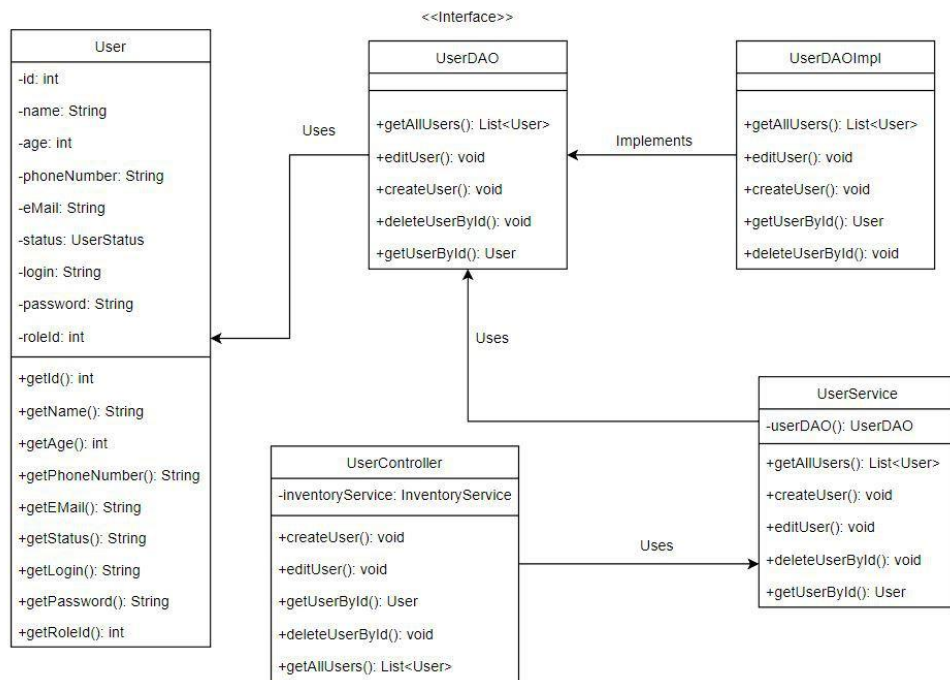 <<Interface>>
User
-id: int
-name: String
-age: int
-phoneNumber: String
-eMail: String
-status: UserStatus
-login: String
-password: String
-roleId: int
+getId(): int
+getName(): String
+getAge(): int
+getPhoneNumber(): String
+getEMail(): String
+getStatus(): String
+getLogin(): String
+getPassword(): String
+getRoleId(): int
Uses
UserDAO
+getAllUsers(): List<User>
+editUser(): void
+createUser(): void
+deleteUserById(): void
+getUserById(): User
Implements
UserDAOImpl
+getAllUsers(): List<User>
+editUser(): void
+createUser(): void
+getUserById(): User
+deleteUserById(): void
Uses
UserController
-inventoryService: InventoryService
+createUser(): void
+editUser(): void
+getUserById(): User
+deleteUserById(): void
+getAllUsers(): List<User>
Uses
UserService
-userDAO(): UserDAO
+getAllUsers(): List<User>
+createUser(): void
+editUser(): void
+deleteUserById(): void
+getUserById(): User